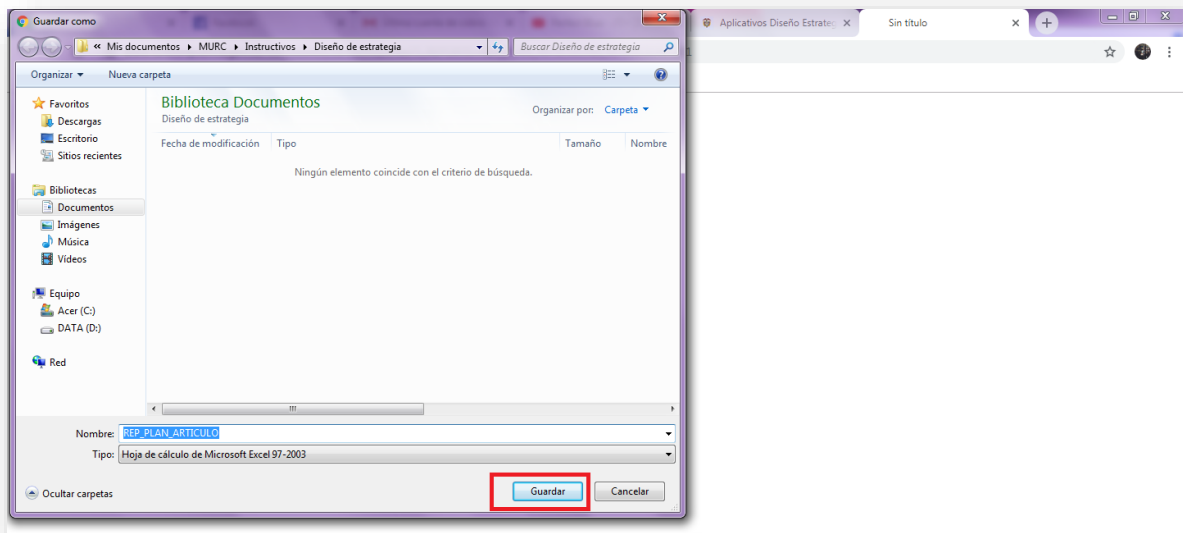 Guardar como
Aplicativos Diseño Estrate
Sin título
« Mis documentos ▸ MURC ▸ Instructivos ▸ Diseño de estrategia
Buscar Diseño de estrategia
Organizar
Nueva carpeta
Favoritos
Descargas
Escritorio
Sitios recientes
Bibliotecas
Documentos
Imágenes
Música
Vídeos
Equipo
Acer (C:)
DATA (D:)
Red
Biblioteca Documentos
Diseño de estrategia
Organizar por: Carpeta
Fecha de modificación Tipo Tamaño Nombre
Ningún elemento coincide con el criterio de búsqueda.
Nombre: REP_PLAN_ARTICULO
Tipo: Hoja de cálculo de Microsoft Excel 97-2003
Ocultar carpetas
Guardar
Cancelar